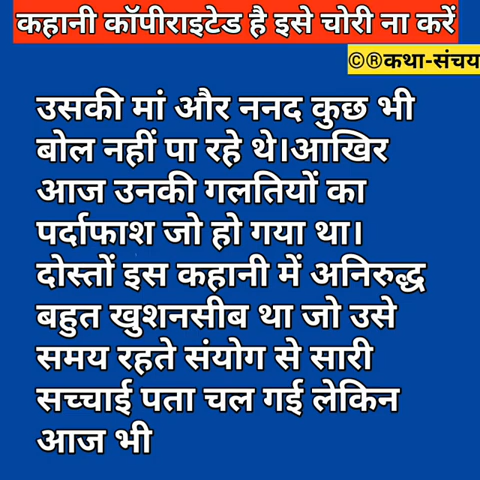 कहानी कॉपीराइटेड है इसे चोरी ना करें
©®कथा-संचय
उसकी मां और ननद कुछ भी
बोल नहीं पा रहे थे।आखिर
आज उनकी गलतियों का
पर्दाफाश जो हो गया था।
दोस्तों इस कहानी में अनिरुद्ध
बहुत खुशनसीब था जो उसे
समय रहते संयोग से सारी
सच्चाई पता चल गई लेकिन
आज भी